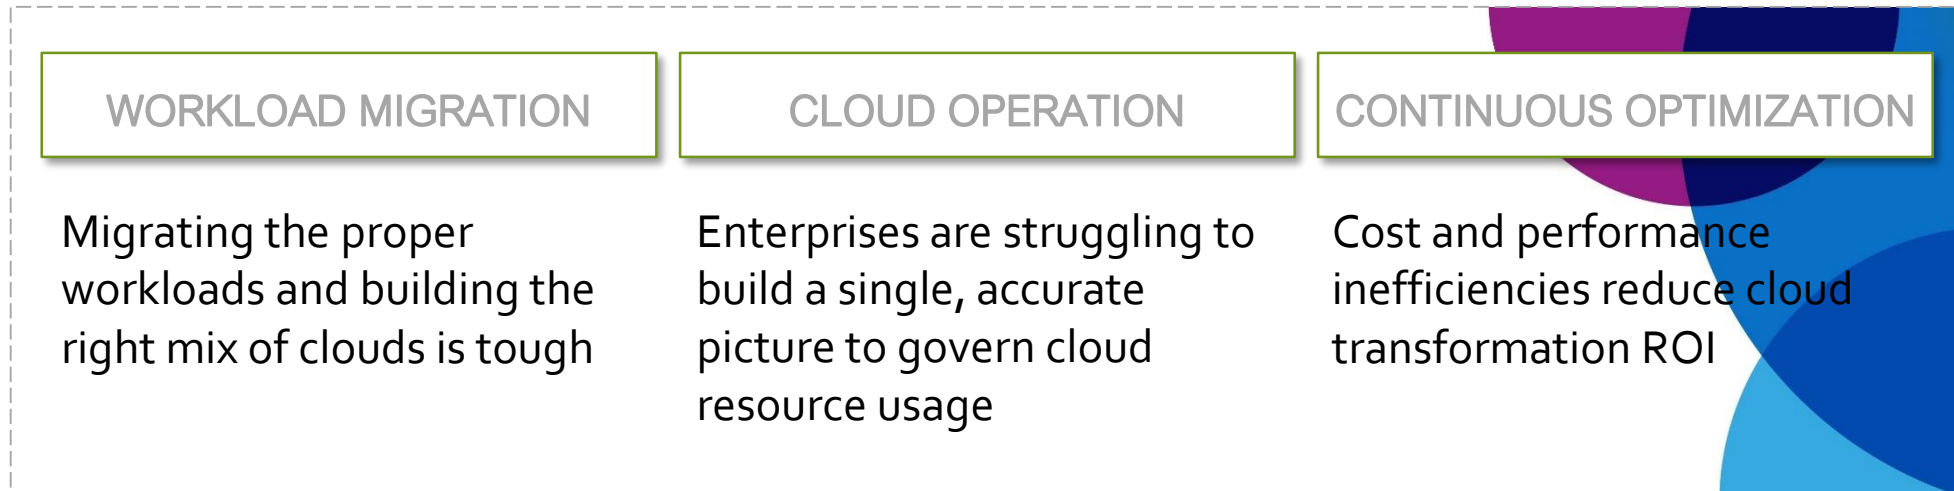 WORKLOAD MIGRATION
Migrating the proper
workloads and building the
right mix of clouds is tough
CLOUD OPERATION
Enterprises are struggling to
build a single, accurate
picture to govern cloud
resource usage
CONTINUOUS OPTIMIZATION
Cost and performance
inefficiencies reduce cloud
transformation ROI